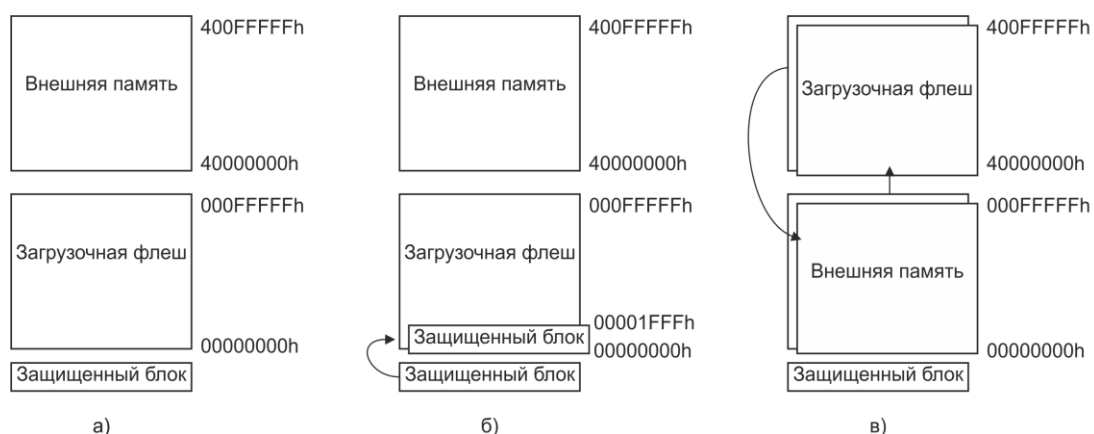 400FFFFFh
Внешняя память
40000000h
000FFFFFh
Загрузочная флеш
00000000h
Защищенный блок
а)
400FFFFFh
Внешняя память
40000000h
000FFFFFh
Загрузочная флеш
00001FFFh
Защищенный блок
00000000h
Защищенный блок
б)
400FFFFFh
Загрузочная флеш
40000000h
000FFFFFh
Внешняя память
00000000h
Защищенный блок
в)